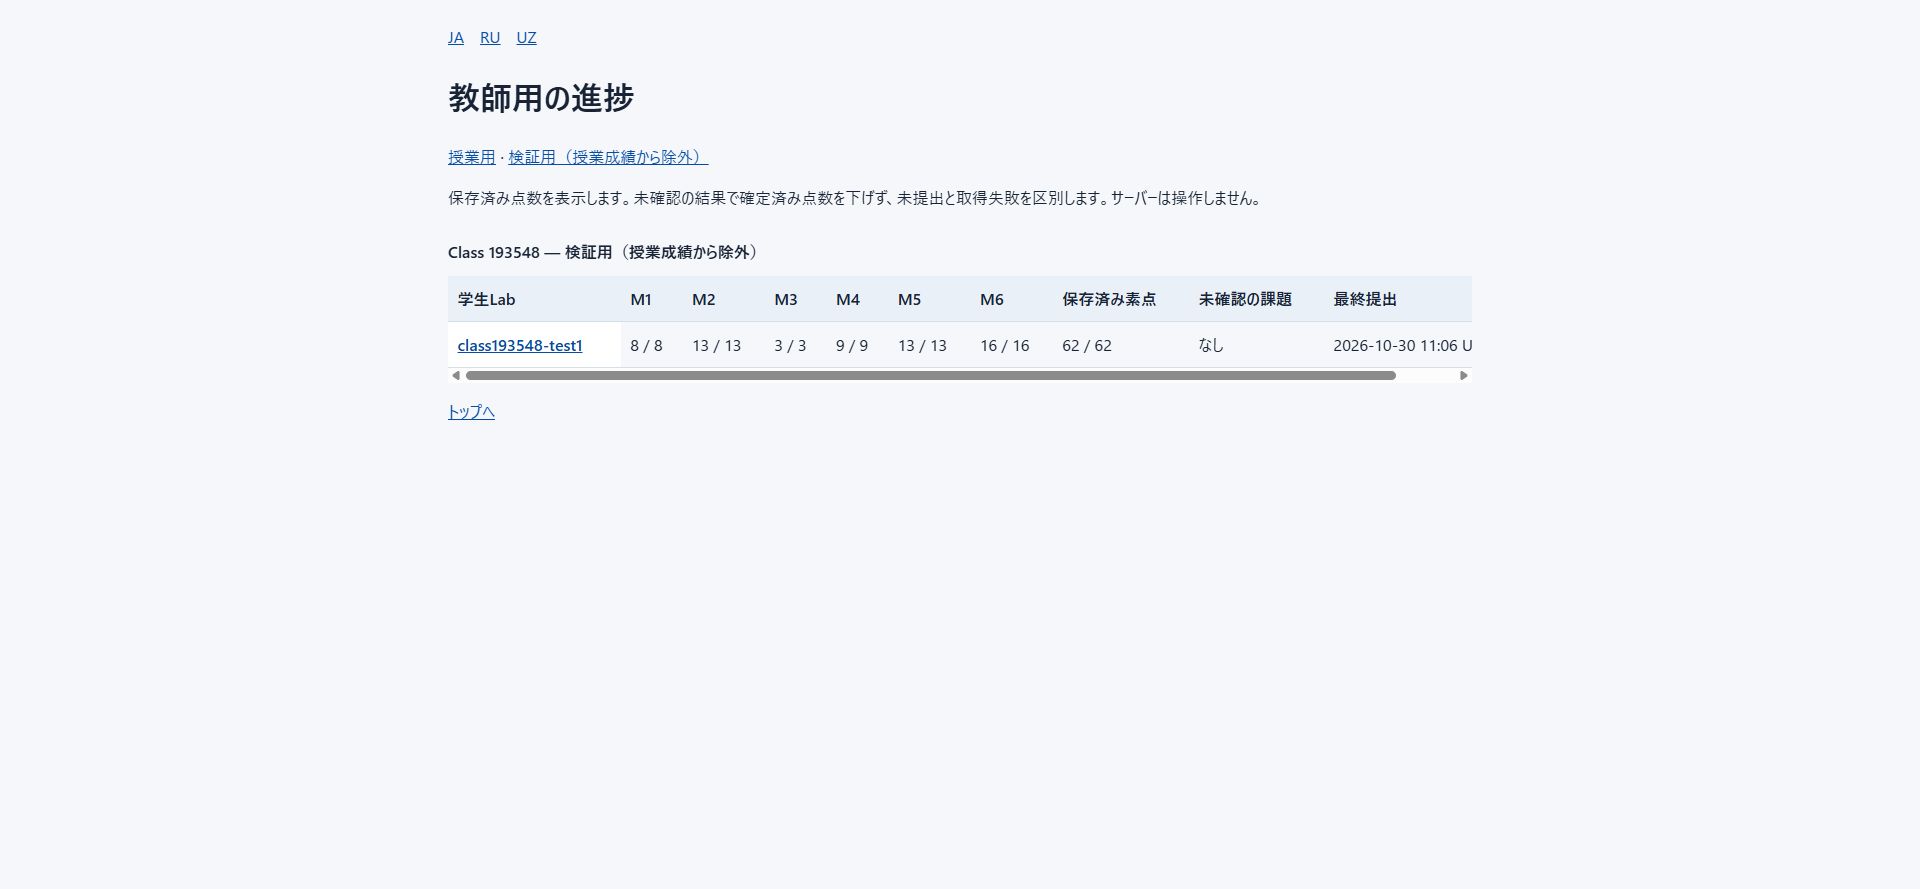 JA RU UZ
教師用の進捗
授業用 · 検証用（授業成績から除外）
保存済み点数を表示します。未確認の結果で確定済み点数を下げず、未提出と取得失敗を区別します。サーバーは操作しません。
Class 193548 — 検証用（授業成績から除外）
学生Lab M1 M2 M3 M4 M5 M6 保存済み素点 未確認の課題 最終提出
class193548-test1 8 / 8 13 / 13 3 / 3 9 / 9 13 / 13 16 / 16 62 / 62 なし 2026-10-30 11:06 U
トップへ